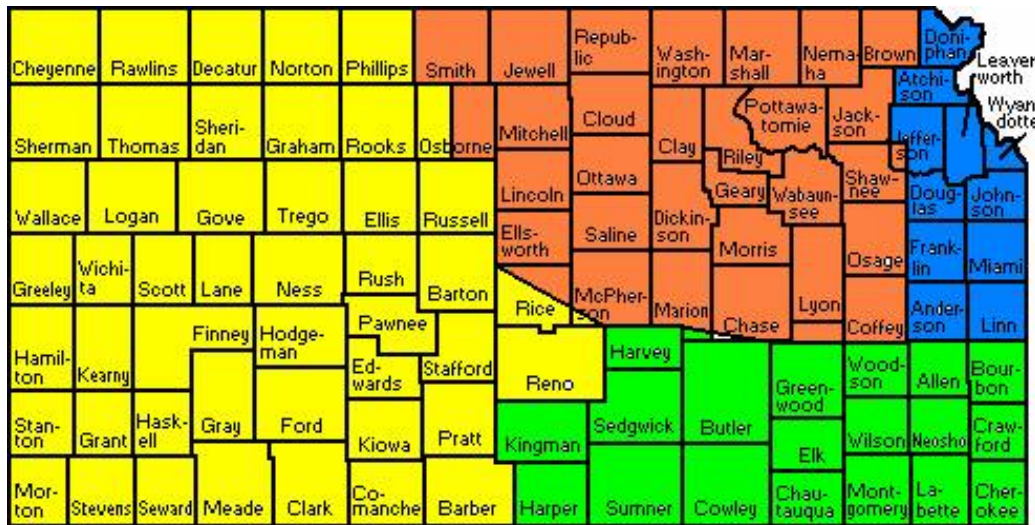 Cheyenne
Rawlins
Decatur
Norton
Phillips
Smith
Jewell
Repub-
lic
Wash-
ington
Mar-
shall
Nema-
ha
Brown
Doni-
phan
Leaven
worth
Atchi-
son
Wyan
dotte
Sherman
Thomas
Sheri-
dan
Graham
Rooks
Osborne
Mitchell
Cloud
Clay
Riley
Pottawa-
tomie
Jack-
son
Jeffer-
son
Wallace
Logan
Gove
Trego
Ellis
Russell
Lincoln
Ottawa
Geary
Wabaun-
see
Shaw-
nee
Doug-
las
John-
son
Ells-
worth
Saline
Dickin-
son
Morris
Osage
Frank-
lin
Miami
Greeley
Wichi-
ta
Scott
Lane
Ness
Rush
Barton
Rice
McPher-
son
Marion
Chase
Lyon
Coffey
Ander-
son
Linn
Hamil-
ton
Kearny
Finney
Hodge-
man
Pawnee
Ed-
wards
Stafford
Reno
Harvey
Green-
wood
Wood-
son
Allen
Bour-
bon
Stan-
ton
Grant
Hask-
ell
Gray
Ford
Kiowa
Pratt
Kingman
Sedgwick
Butler
Elk
Wilson
Neosho
Craw-
ford
Mor-
ton
Stevens
Seward
Meade
Clark
Co-
manche
Barber
Harper
Sumner
Cowley
Chau-
tauqua
Mont-
gomery
La-
bette
Cher-
okee